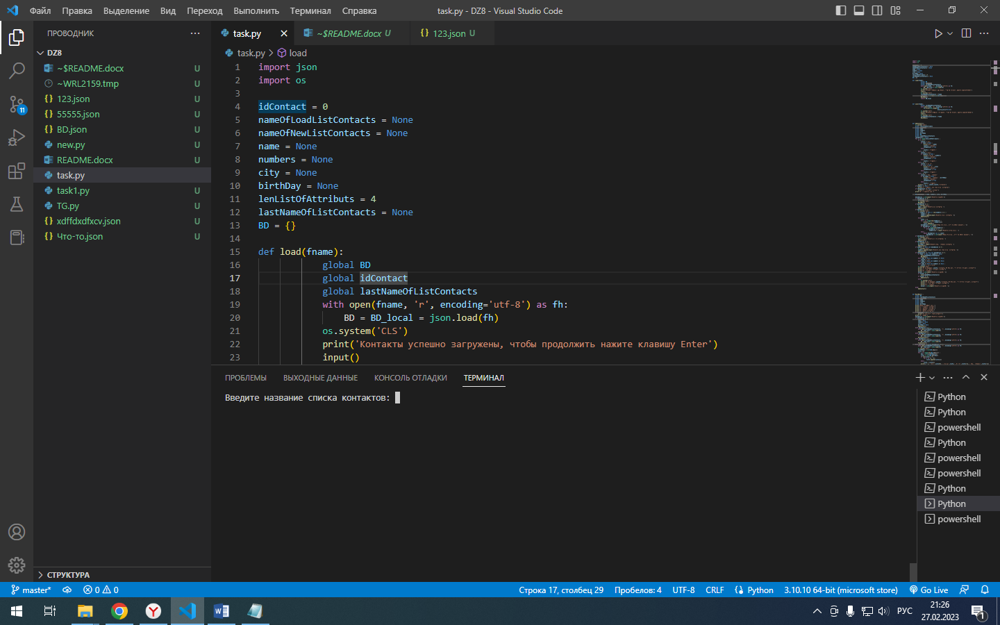 Файл Правка Выделение Вид Переход Выполнить Терминал Справка task.py - DZ8 - Visual Studio Code
ПРОВОДНИК
DZ8
~$README.docx U
~WRL2159.tmp U
123.json U
55555.json U
BD.json U
new.py U
README.docx U
task.py
task1.py U
TG.py U
xdffdxdfxcv.json U
Что-то.json U
СТРУКТУРА
11
task.py ~$README.docx U 123.json U
task.py > load
1 import json
2 import os
3
4 idContact = 0
5 nameOfLoadListContacts = None
6 nameOfNewListContacts = None
7 name = None
8 numbers = None
9 city = None
10 birthDay = None
11 lenListOfAttributs = 4
12 lastNameOfListContacts = None
13 BD = {}
14
15 def load(fname):
16 global BD
17 global idContact
18 global lastNameOfListContacts
19 with open(fname, 'r', encoding='utf-8') as fh:
20 BD = BD_local = json.load(fh)
21 os.system('CLS')
22 print('Контакты успешно загружены, чтобы продолжить нажите клавишу Enter')
23 input()
ПРОБЛЕМЫ ВЫХОДНЫЕ ДАННЫЕ КОНСОЛЬ ОТЛАДКИ ТЕРМИНАЛ
Введите название списка контактов:
Python
Python
powershell
Python
powershell
powershell
Python
Python
powershell
master* 0 0 Строка 17, столбец 29 Пробелов: 4 UTF-8 CRLF Python 3.10.10 64-bit (microsoft store) Go Live
РУС 21:26
27.02.2023
1